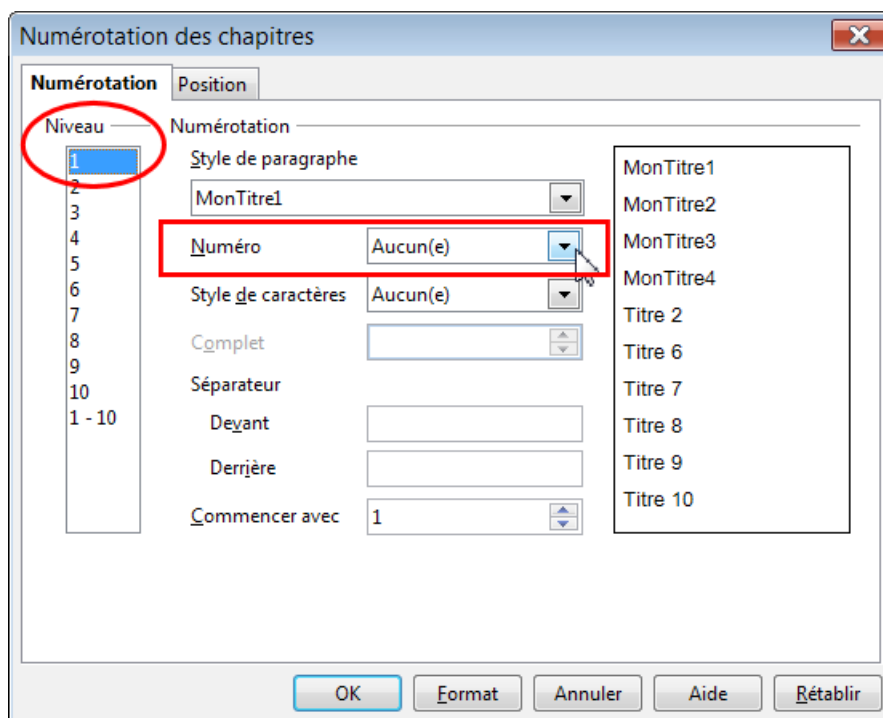 Numérotation des chapitres
Numérotation
Position
Niveau
1
2
3
4
5
6
7
8
9
10
1 - 10
Numérotation
Style de paragraphe
MonTitre1
Numéro
Aucun(e)
Style de caractères
Aucun(e)
Complet
Séparateur
Devant
Derrière
Commencer avec
1
MonTitre1
MonTitre2
MonTitre3
MonTitre4
Titre 2
Titre 6
Titre 7
Titre 8
Titre 9
Titre 10
OK
Format
Annuler
Aide
Rétablir